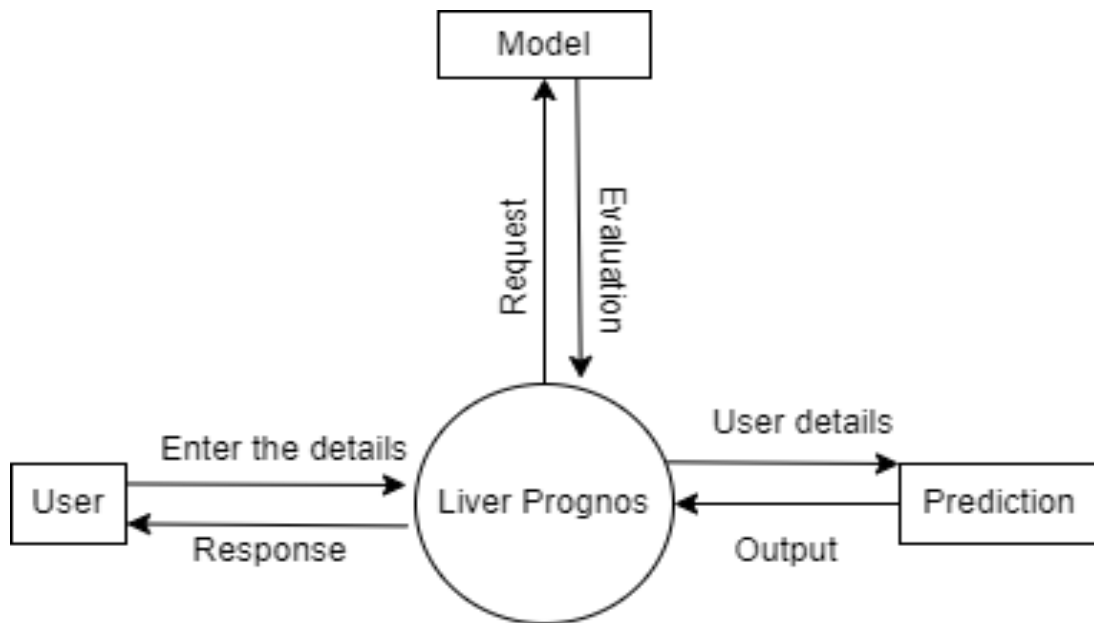 Model
Request
Evaluation
Enter the details
User details
User
Liver Prognos
Prediction
Response
Output